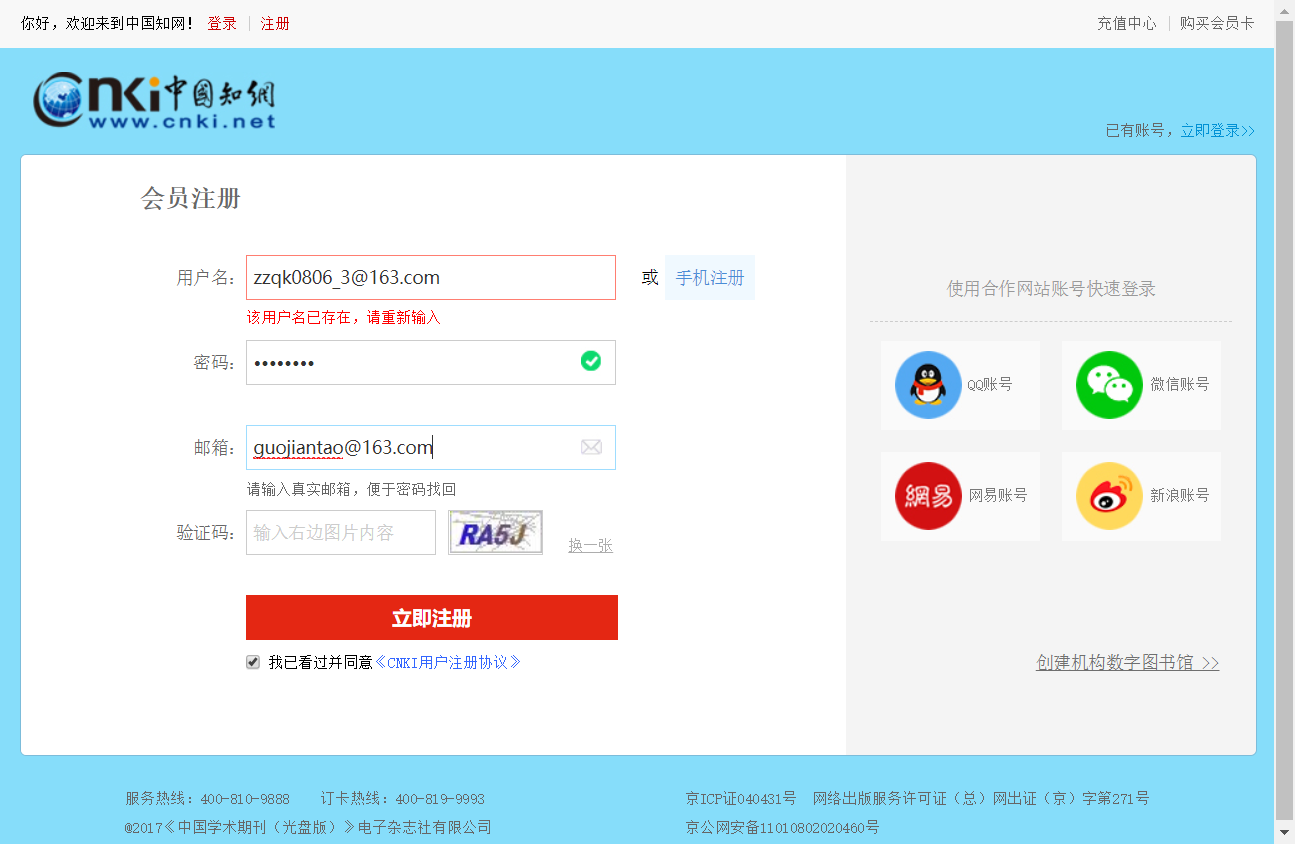 你好，欢迎来到中国知网！ 登录 注册 充值中心 购买会员卡
cnki中國知網
www.cnki.net
已有账号，立即登录>>
会员注册
用户名： zzqk0806_3@163.com 或 手机注册
该用户名已存在，请重新输入
使用合作网站账号快速登录
密码： ••••••••
QQ账号 微信账号
邮箱： guojiantao@163.com
请输入真实邮箱，便于密码找回
網易 网易账号 新浪账号
验证码： 输入右边图片内容 RA5J 换一张
立即注册
我已看过并同意《CNKI用户注册协议》
创建机构数字图书馆 >>
服务热线：400-810-9888 订卡热线：400-819-9993 京ICP证040431号 网络出版服务许可证（总）网出证（京）字第271号
@2017《中国学术期刊（光盘版）》电子杂志社有限公司 京公网安备11010802020460号